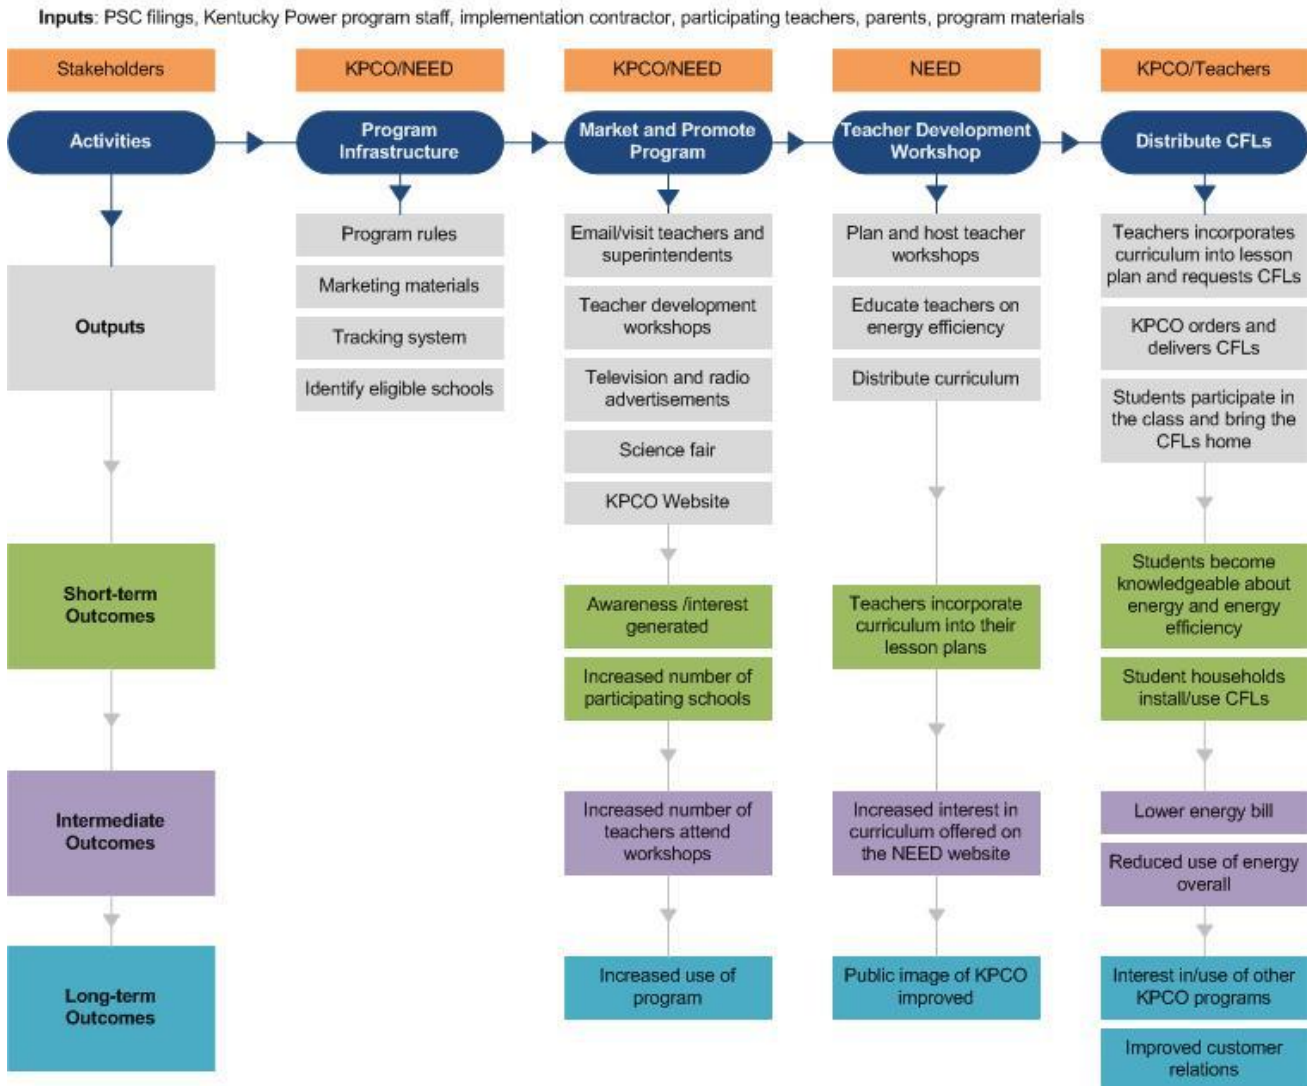 Inputs: PSC filings, Kentucky Power program staff, implementation contractor, participating teachers, parents, program materials
Stakeholders
KPCO/NEED
KPCO/NEED
NEED
KPCO/Teachers
Activities
Program
Infrastructure
Market and Promote
Program
Teacher Development
Workshop
Distribute CFLs
Outputs
Program rules
Marketing materials
Tracking system
Identify eligible schools
Email/visit teachers and
superintendents
Teacher development
workshops
Television and radio
advertisements
Science fair
KPCO Website
Plan and host teacher
workshops
Educate teachers on
energy efficiency
Distribute curriculum
Teachers incorporates
curriculum into lesson
plan and requests CFLs
KPCO orders and
delivers CFLs
Students participate in
the class and bring the
CFLs home
Short-term
Outcomes
Awareness /interest
generated
Increased number of
participating schools
Teachers incorporate
curriculum into their
lesson plans
Students become
knowledgeable about
energy and energy
efficiency
Student households
install/use CFLs
Intermediate
Outcomes
Increased number of
teachers attend
workshops
Increased interest in
curriculum offered on
the NEED website
Lower energy bill
Reduced use of energy
overall
Long-term
Outcomes
Increased use of
program
Public image of KPCO
improved
Interest in/use of other
KPCO programs
Improved customer
relations